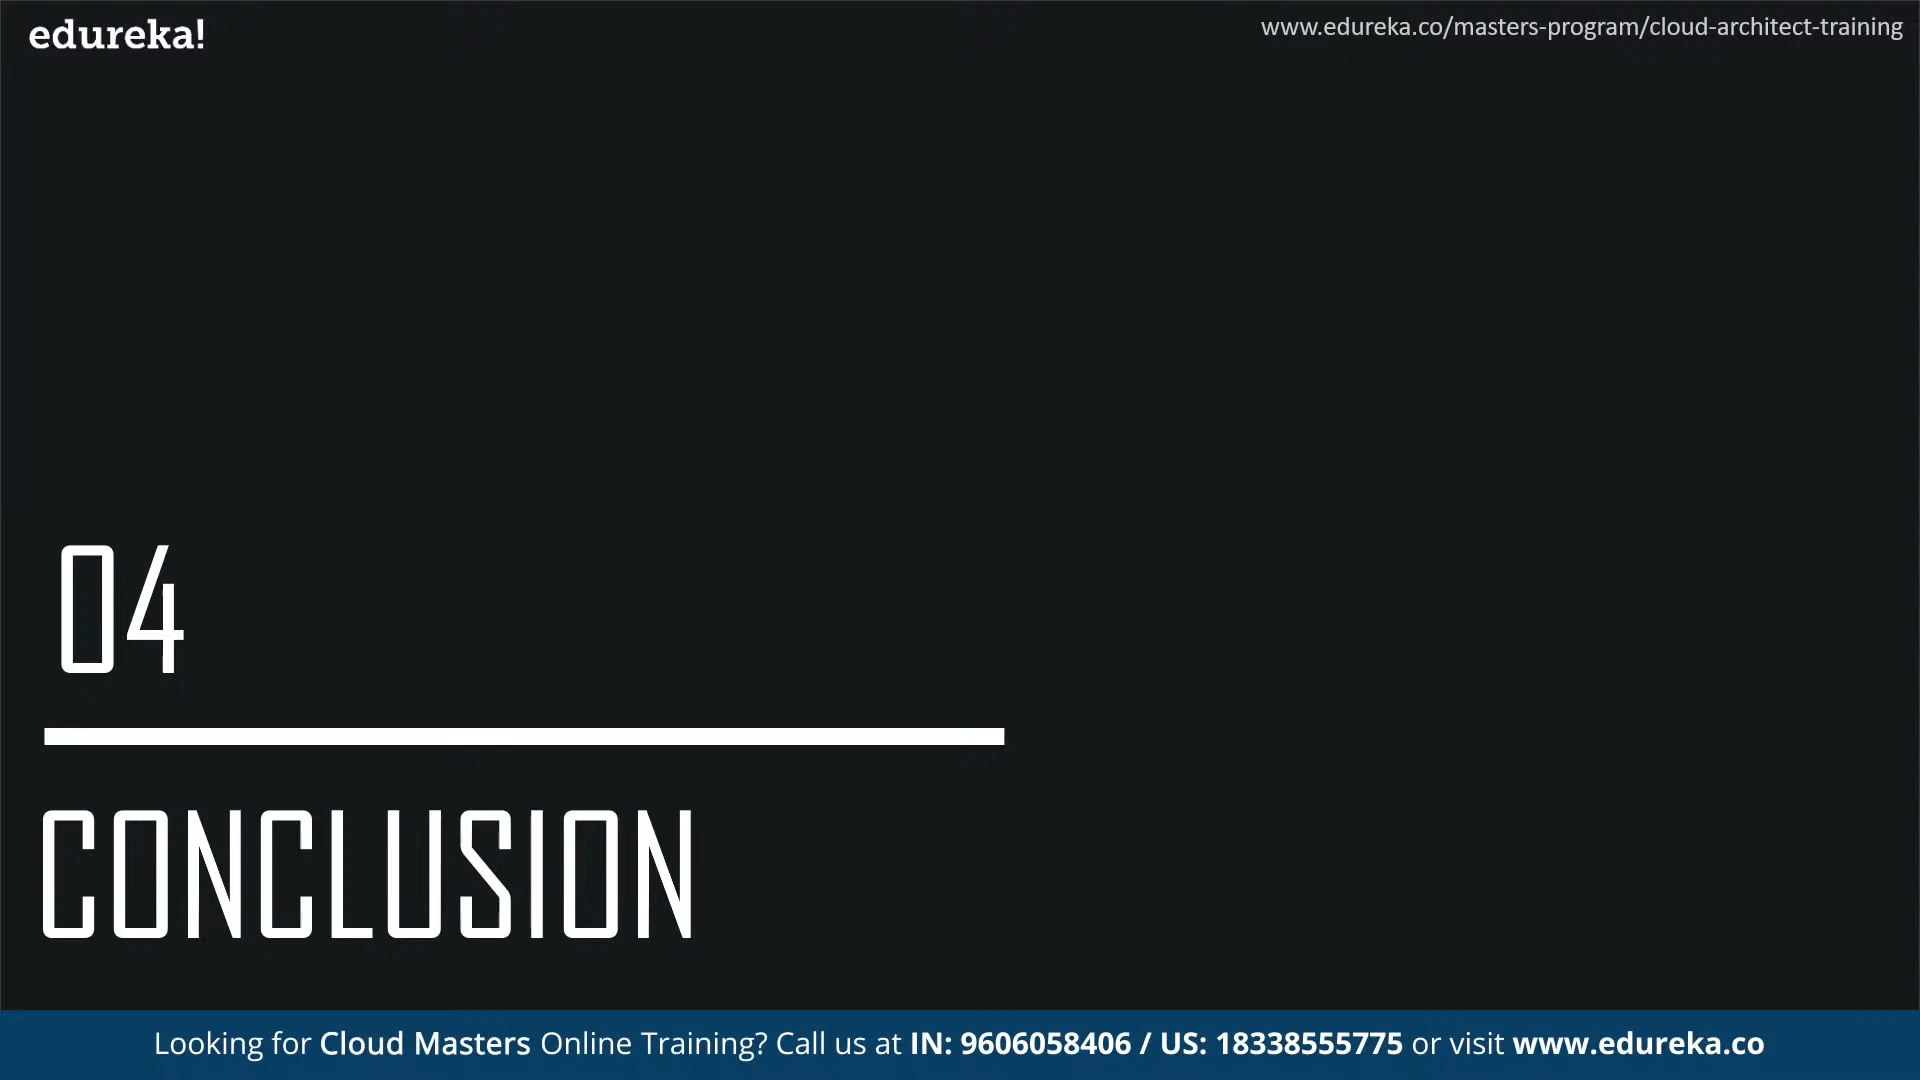 edureka!
www.edureka.co/masters-program/cloud-architect-training
04
CONCLUSION
Looking for Cloud Masters Online Training? Call us at IN: 9606058406 / US: 18338555775 or visit www.edureka.co